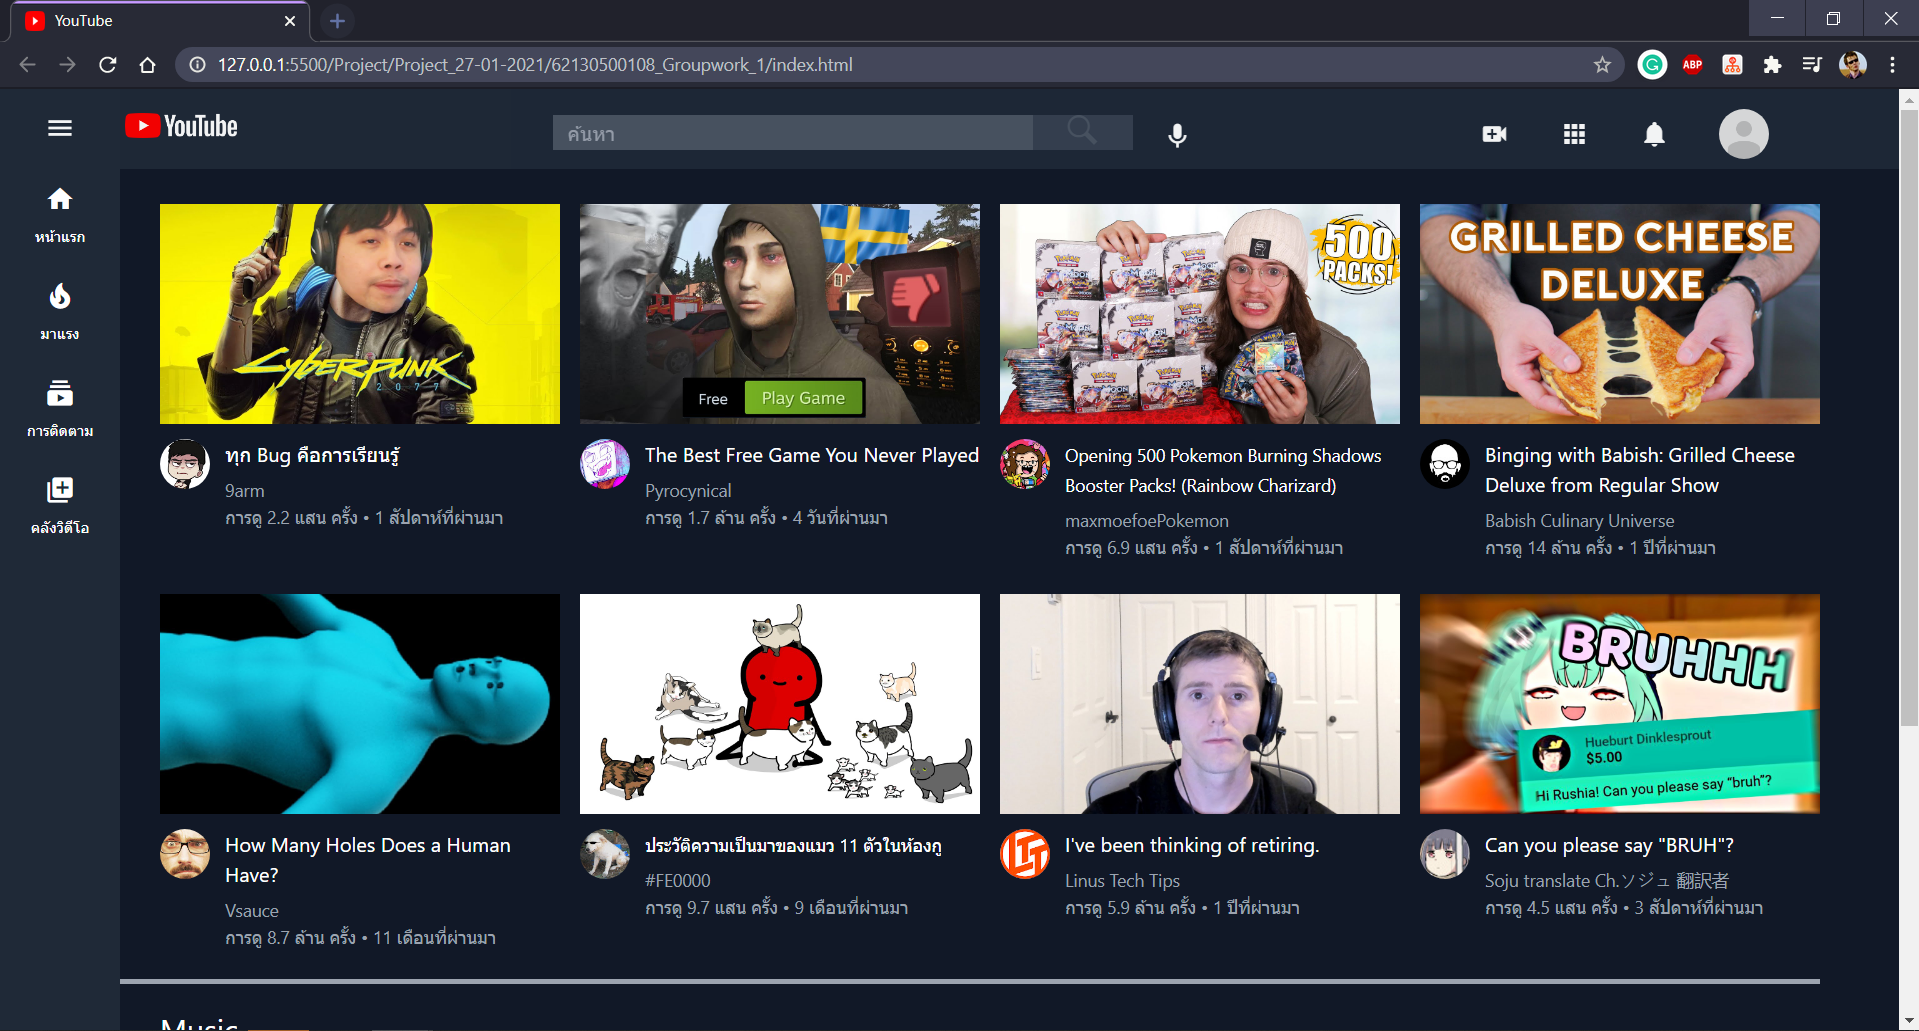 YouTube
127.0.0.1:5500/Project/Project_27-01-2021/62130500108_Groupwork_1/index.html
ABP
YouTube
ค้นหา
หน้าแรก
มาแรง
การติดตาม
คลังวิดีโอ
Cyberpunk
2077
Free
Play Game
500
PACKS!
GRILLED CHEESE
DELUXE
ทุก Bug คือการเรียนรู้
9arm
การดู 2.2 แสน ครั้ง • 1 สัปดาห์ที่ผ่านมา
The Best Free Game You Never Played
Pyrocynical
การดู 1.7 ล้าน ครั้ง • 4 วันที่ผ่านมา
Opening 500 Pokemon Burning Shadows
Booster Packs! (Rainbow Charizard)
maxmoefoePokemon
การดู 6.9 แสน ครั้ง • 1 สัปดาห์ที่ผ่านมา
Binging with Babish: Grilled Cheese
Deluxe from Regular Show
Babish Culinary Universe
การดู 14 ล้าน ครั้ง • 1 ปีที่ผ่านมา
BRUHHH
Hueburt Dinklesprout
$5.00
Hi Rushia! Can you please say “bruh”?
How Many Holes Does a Human
Have?
Vsauce
การดู 8.7 ล้าน ครั้ง • 11 เดือนที่ผ่านมา
ประวัติความเป็นมาของแมว 11 ตัวในห้องกู
#FE0000
การดู 9.7 แสน ครั้ง • 9 เดือนที่ผ่านมา
LTT
I've been thinking of retiring.
Linus Tech Tips
การดู 5.9 ล้าน ครั้ง • 1 ปีที่ผ่านมา
Can you please say "BRUH"?
Soju translate Ch.ソジュ 翻訳者
การดู 4.5 แสน ครั้ง • 3 สัปดาห์ที่ผ่านมา
Music